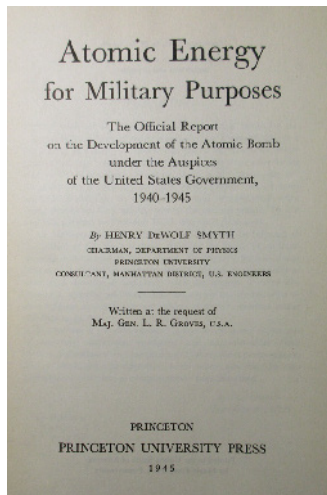 Atomic Energy
for Military Purposes
The Official Report
on the Development of the Atomic Bomb
under the Auspices
of the United States Government,
1940–1945
By HENRY DEWOLF SMYTH
CHAIRMAN, DEPARTMENT OF PHYSICS
PRINCETON UNIVERSITY
CONSULTANT, MANHATTAN DISTRICT, U.S. ENGINEERS
Written at the request of
MAJ. GEN. L. R. GROVES, U.S.A.
PRINCETON
PRINCETON UNIVERSITY PRESS
1945